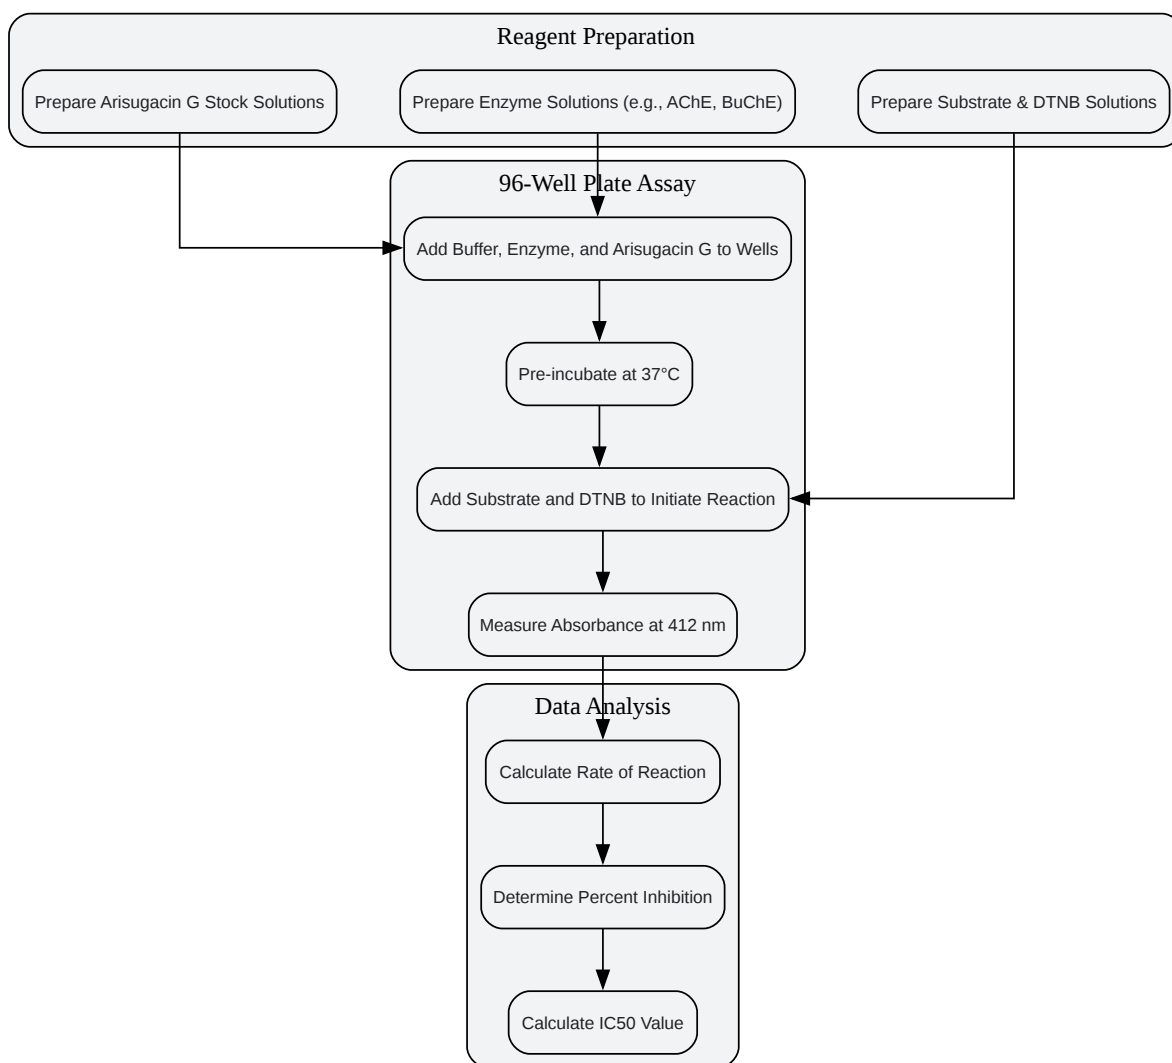 Reagent Preparation
Prepare Arisugacin G Stock Solutions
Prepare Enzyme Solutions (e.g., AChE, BuChE)
Prepare Substrate & DTNB Solutions
96-Well Plate Assay
Add Buffer, Enzyme, and Arisugacin G to Wells
Pre-incubate at 37°C
Add Substrate and DTNB to Initiate Reaction
Measure Absorbance at 412 nm
Data Analysis
Calculate Rate of Reaction
Determine Percent Inhibition
Calculate IC50 Value